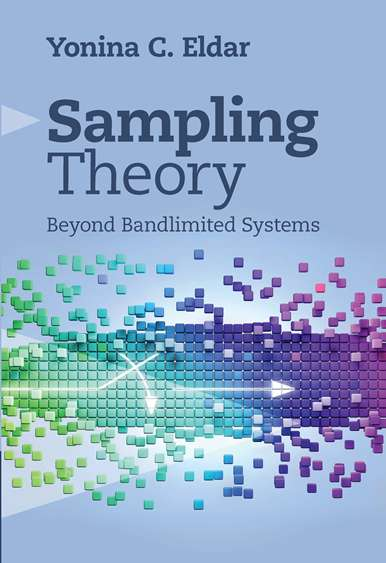 Yonina C. Eldar
Sampling
Theory
Beyond Bandlimited Systems